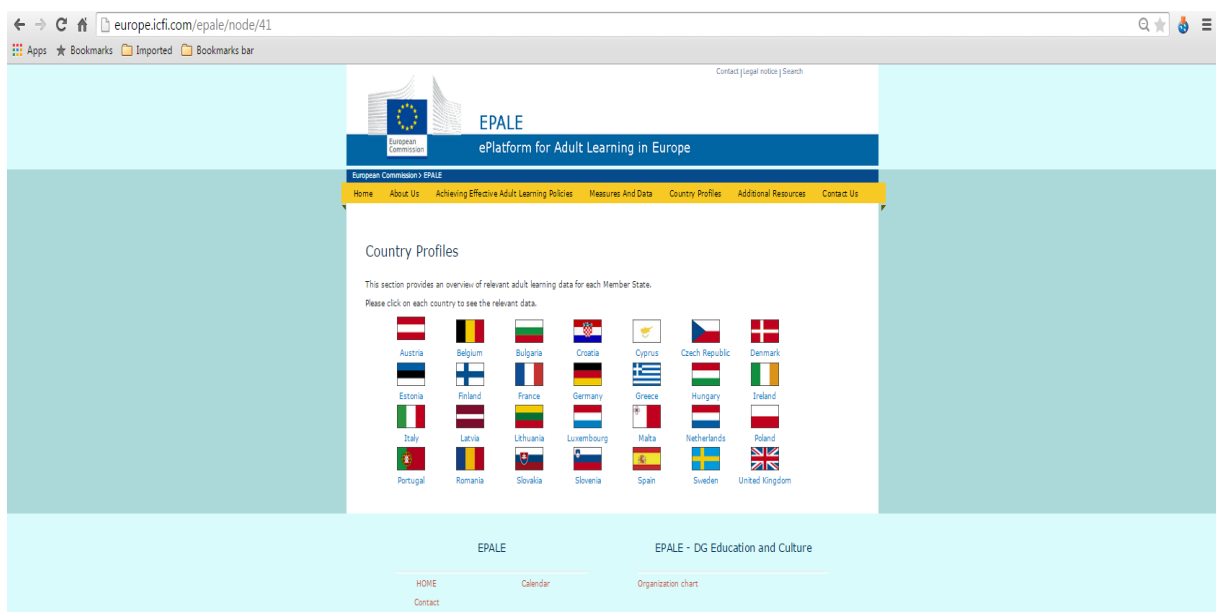 europe.icfi.com/epale/node/41
Apps Bookmarks Imported Bookmarks bar
Contact | Legal notice | Search
EPALE
European Commission
ePlatform for Adult Learning in Europe
European Commission > EPALE
Home About Us Achieving Effective Adult Learning Policies Measures And Data Country Profiles Additional Resources Contact Us
Country Profiles
This section provides an overview of relevant adult learning data for each Member State.
Please click on each country to see the relevant data.
Austria Belgium Bulgaria Croatia Cyprus Czech Republic Denmark
Estonia Finland France Germany Greece Hungary Ireland
Italy Latvia Lithuania Luxembourg Malta Netherlands Poland
Portugal Romania Slovakia Slovenia Spain Sweden United Kingdom
EPALE EPALE - DG Education and Culture
HOME Calendar Organization chart
Contact